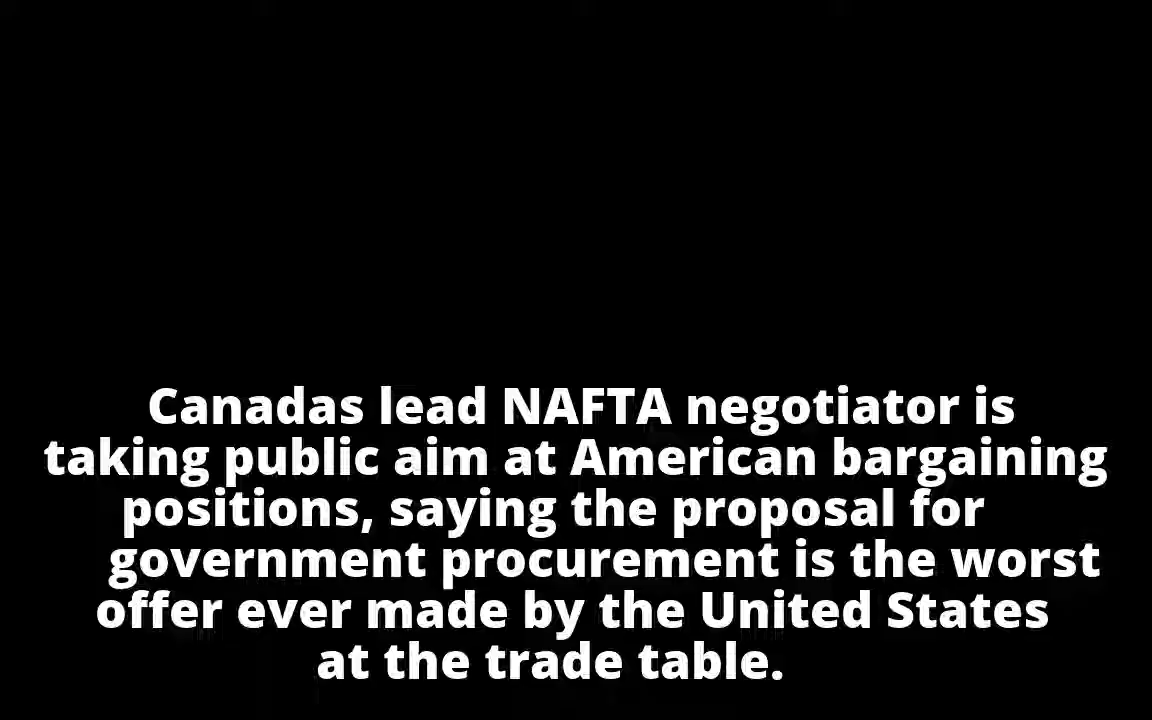 Canadas lead NAFTA negotiator is
taking public aim at American bargaining
positions, saying the proposal for
government procurement is the worst
offer ever made by the United States
at the trade table.